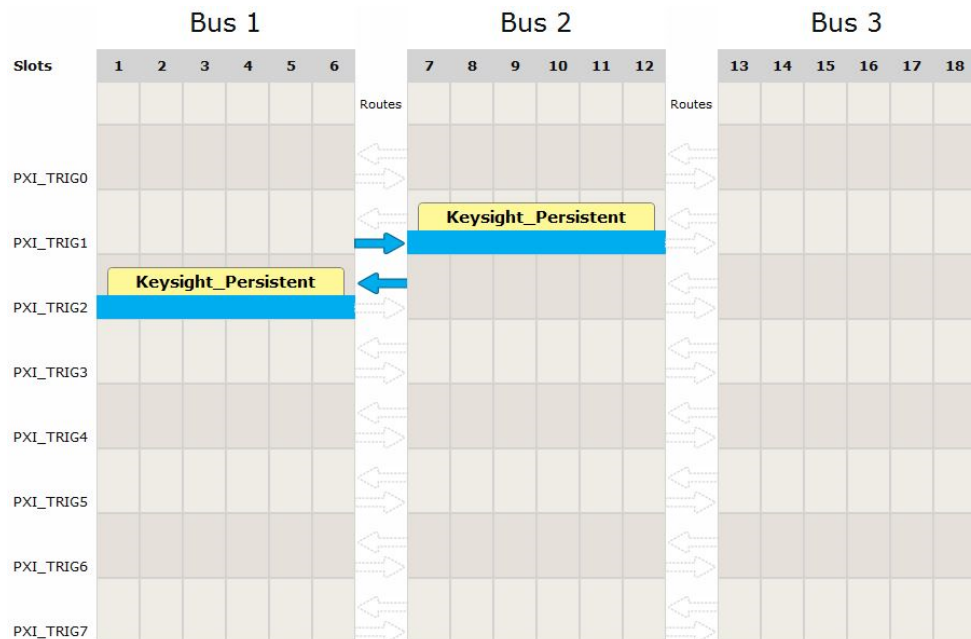 Bus 1 Bus 2 Bus 3
Slots 1 2 3 4 5 6 7 8 9 10 11 12 13 14 15 16 17 18
Routes Routes
PXI_TRIG0
Keysight_Persistent
PXI_TRIG1
Keysight_Persistent
PXI_TRIG2
PXI_TRIG3
PXI_TRIG4
PXI_TRIG5
PXI_TRIG6
PXI_TRIG7